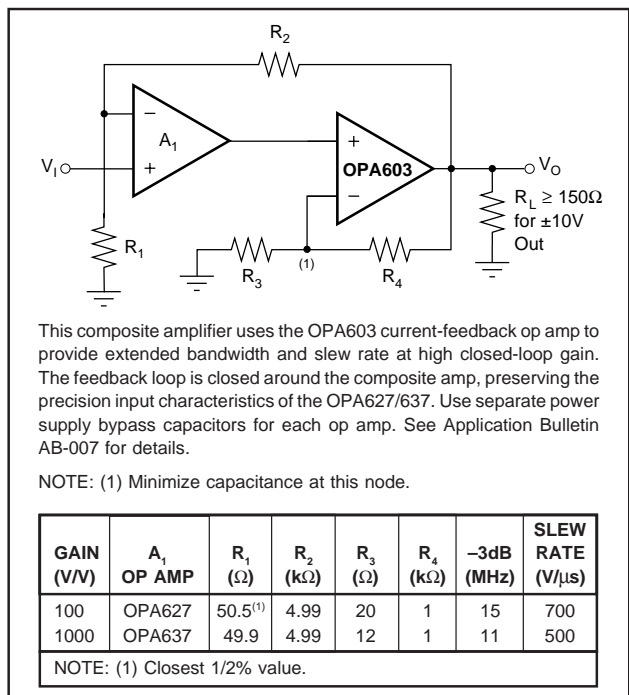 R2
− 
A1
+
VI
+
OPA603
−
VO
RL ≥ 150Ω
for ±10V
Out
R1
R3
(1)
R4
This composite amplifier uses the OPA603 current-feedback op amp to
provide extended bandwidth and slew rate at high closed-loop gain.
The feedback loop is closed around the composite amp, preserving the
precision input characteristics of the OPA627/637. Use separate power
supply bypass capacitors for each op amp. See Application Bulletin
AB-007 for details.
NOTE: (1) Minimize capacitance at this node.
GAIN (V/V) A1 OP AMP R1 (Ω) R2 (kΩ) R3 (Ω) R4 (kΩ) –3dB (MHz) SLEW RATE (V/µs)
100 OPA627 50.5(1) 4.99 20 1 15 700
1000 OPA637 49.9 4.99 12 1 11 500
NOTE: (1) Closest 1/2% value.